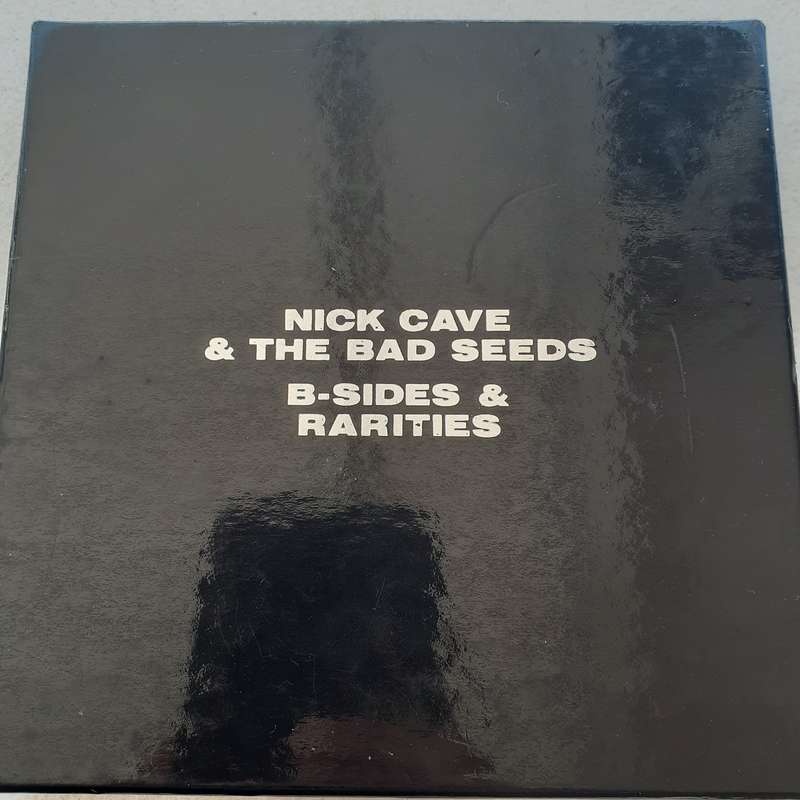 NICK CAVE
& THE BAD SEEDS
B-SIDES &
RARITIES